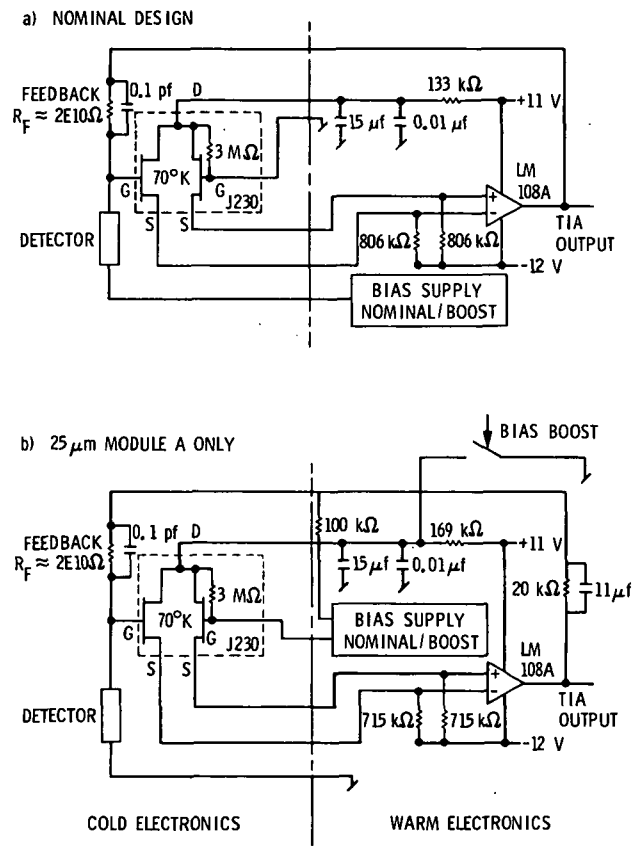 a) NOMINAL DESIGN
FEEDBACK
R_F ≈ 2E10Ω
0.1 pf
D
133 kΩ
+11 V
15 µf
0.01 µf
3 MΩ
70°K
G
G
J230
S
S
LM
108A
+
-
TIA
OUTPUT
DETECTOR
806 kΩ
806 kΩ
-12 V
BIAS SUPPLY
NOMINAL/BOOST
b) 25 µm MODULE A ONLY
BIAS BOOST
FEEDBACK
R_F ≈ 2E10Ω
0.1 pf
D
100 kΩ
169 kΩ
+11 V
15 µf
0.01 µf
20 kΩ
11 µf
3 MΩ
70°K
G
G
J230
S
S
BIAS SUPPLY
NOMINAL/BOOST
LM
108A
+
-
TIA
OUTPUT
DETECTOR
715 kΩ
715 kΩ
-12 V
COLD ELECTRONICS
WARM ELECTRONICS